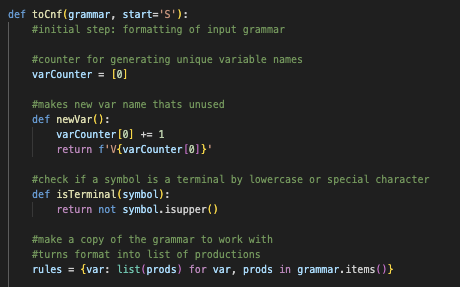 def toCnf(grammar, start='S'):
#initial step: formatting of input grammar
#counter for generating unique variable names
varCounter = [0]
#makes new var name thats unused
def newVar():
varCounter[0] += 1
return f'V{varCounter[0]}'
#check if a symbol is a terminal by lowercase or special character
def isTerminal(symbol):
return not symbol.isupper()
#make a copy of the grammar to work with
#turns format into list of productions
rules = {var: list(prods) for var, prods in grammar.items()}